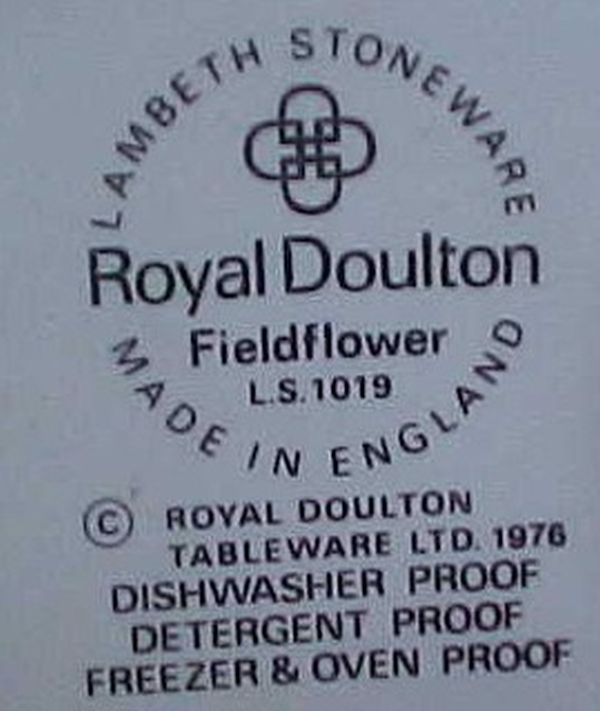 LAMBETH STONEWARE
Royal Doulton
Fieldflower
L.S.1019
MADE IN ENGLAND
© ROYAL DOULTON
TABLEWARE LTD. 1976
DISHWASHER PROOF
DETERGENT PROOF
FREEZER & OVEN PROOF